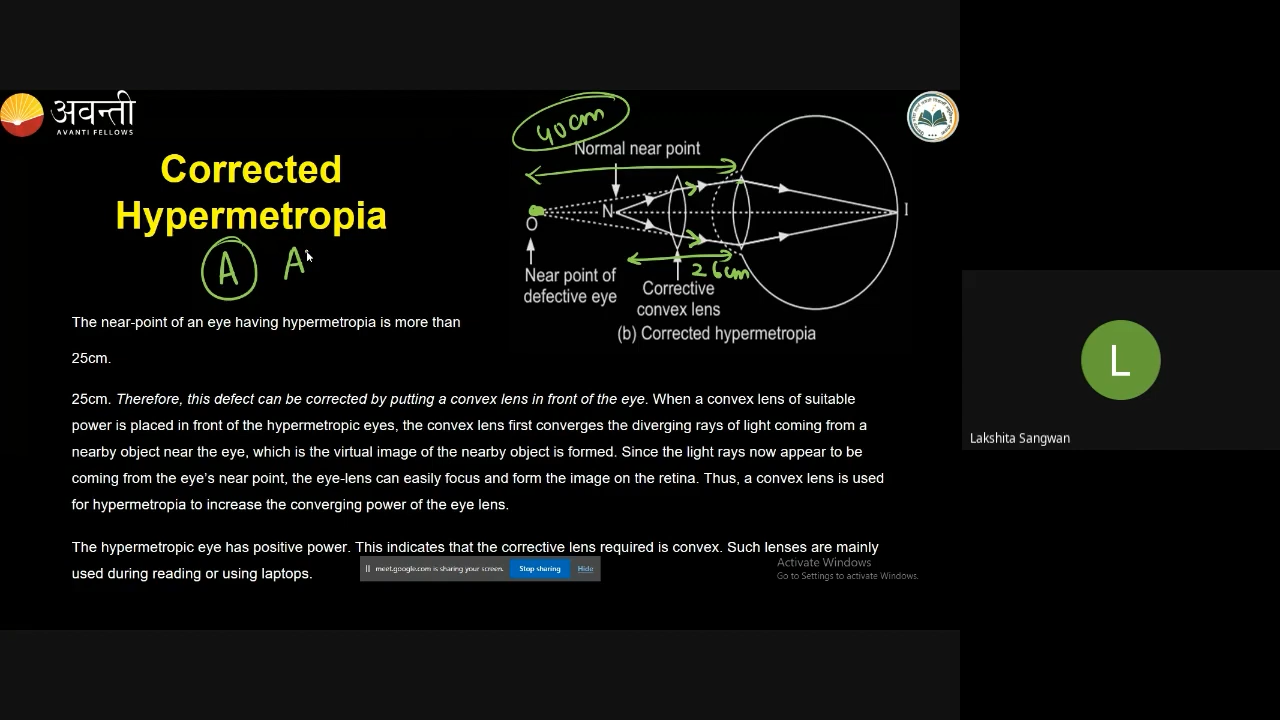 अवन्ती
AVANTI FELLOWS
Corrected
Hypermetropia
A A
40cm
Normal near point
N
O
I
26cm
Near point of
defective eye
Corrective
convex lens
(b) Corrected hypermetropia
The near-point of an eye having hypermetropia is more than
25cm.
25cm. Therefore, this defect can be corrected by putting a convex lens in front of the eye. When a convex lens of suitable
power is placed in front of the hypermetropic eyes, the convex lens first converges the diverging rays of light coming from a
nearby object near the eye, which is the virtual image of the nearby object is formed. Since the light rays now appear to be
coming from the eye's near point, the eye-lens can easily focus and form the image on the retina. Thus, a convex lens is used
for hypermetropia to increase the converging power of the eye lens.
The hypermetropic eye has positive power. This indicates that the corrective lens required is convex. Such lenses are mainly
used during reading or using laptops.
meet.google.com is sharing your screen. Stop sharing Hide
Activate Windows
Go to Settings to activate Windows.
L
Lakshita Sangwan